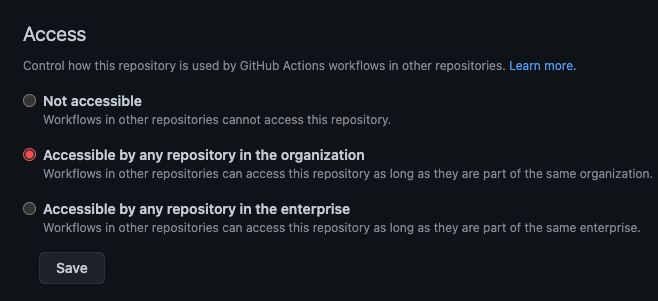 Access
Control how this repository is used by GitHub Actions workflows in other repositories. Learn more.
Not accessible
Workflows in other repositories cannot access this repository.
Accessible by any repository in the organization
Workflows in other repositories can access this repository as long as they are part of the same organization.
Accessible by any repository in the enterprise
Workflows in other repositories can access this repository as long as they are part of the same enterprise.
Save